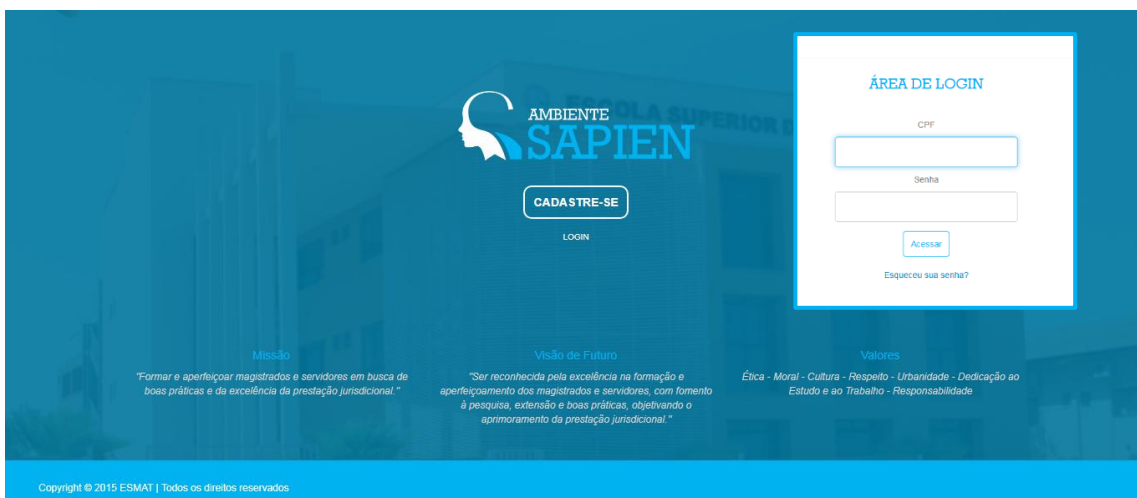 ESCOLA SUPERIOR D
AMBIENTE
SAPIEN
CADASTRE-SE
LOGIN
ÁREA DE LOGIN
CPF
Senha
Acessar
Esqueceu sua senha?
Missão
"Formar e aperfeiçoar magistrados e servidores em busca de
boas práticas e da excelência da prestação jurisdicional."
Visão de Futuro
"Ser reconhecida pela excelência na formação e
aperfeiçoamento dos magistrados e servidores, com fomento
à pesquisa, extensão e boas práticas, objetivando o
aprimoramento da prestação jurisdicional."
Valores
Ética - Moral - Cultura - Respeito - Urbanidade - Dedicação ao
Estudo e ao Trabalho - Responsabilidade
Copyright © 2015 ESMAT | Todos os direitos reservados